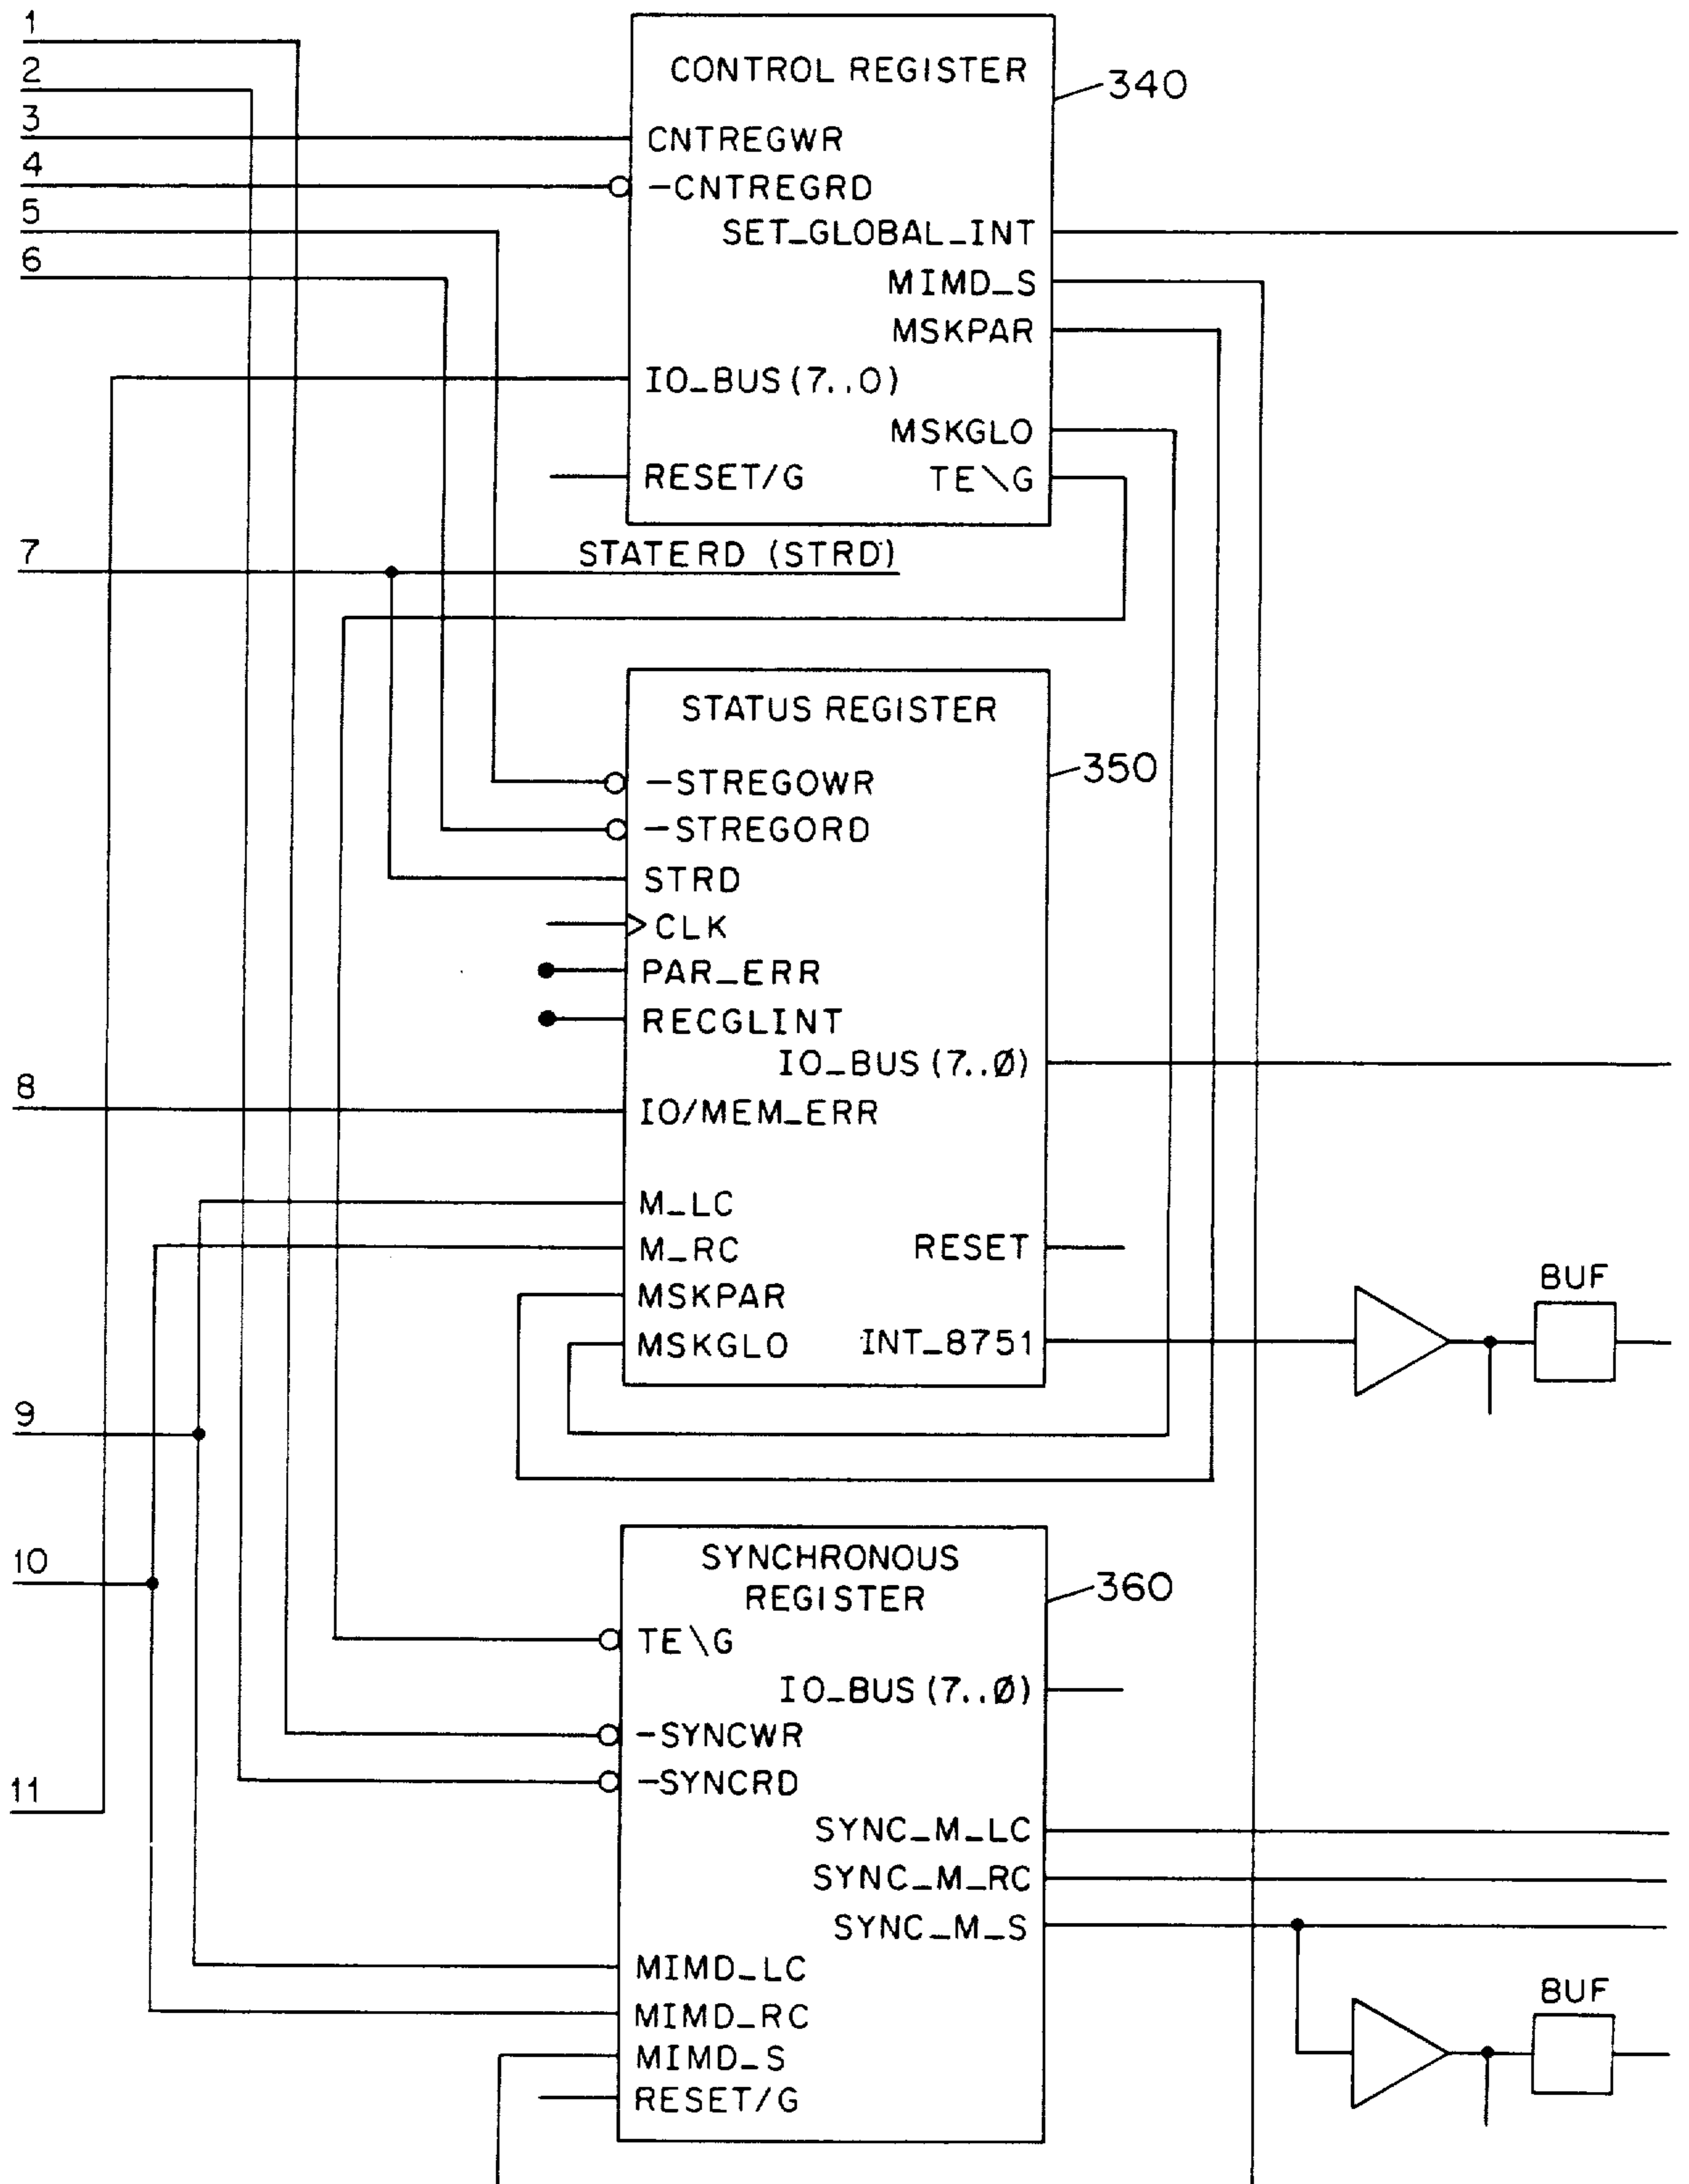 1
2
3
4
5
6
7
8
9
10
11
CONTROL REGISTER
340
CNTREGWR
-CNTREGRD
SET_GLOBAL_INT
MIMD_S
MSKPAR
IO_BUS(7..0)
MSKGLO
RESET/G
TE\G
STATERD (STRD)
STATUS REGISTER
350
-STREGOWR
-STREGORD
STRD
CLK
PAR_ERR
RECGLINT
IO_BUS(7..Ø)
IO/MEM_ERR
M_LC
M_RC
RESET
MSKPAR
MSKGLO
INT_8751
BUF
SYNCHRONOUS
REGISTER
360
TE\G
IO_BUS(7..Ø)
-SYNCWR
-SYNCRD
SYNC_M_LC
SYNC_M_RC
SYNC_M_S
MIMD_LC
MIMD_RC
MIMD_S
RESET/G
BUF